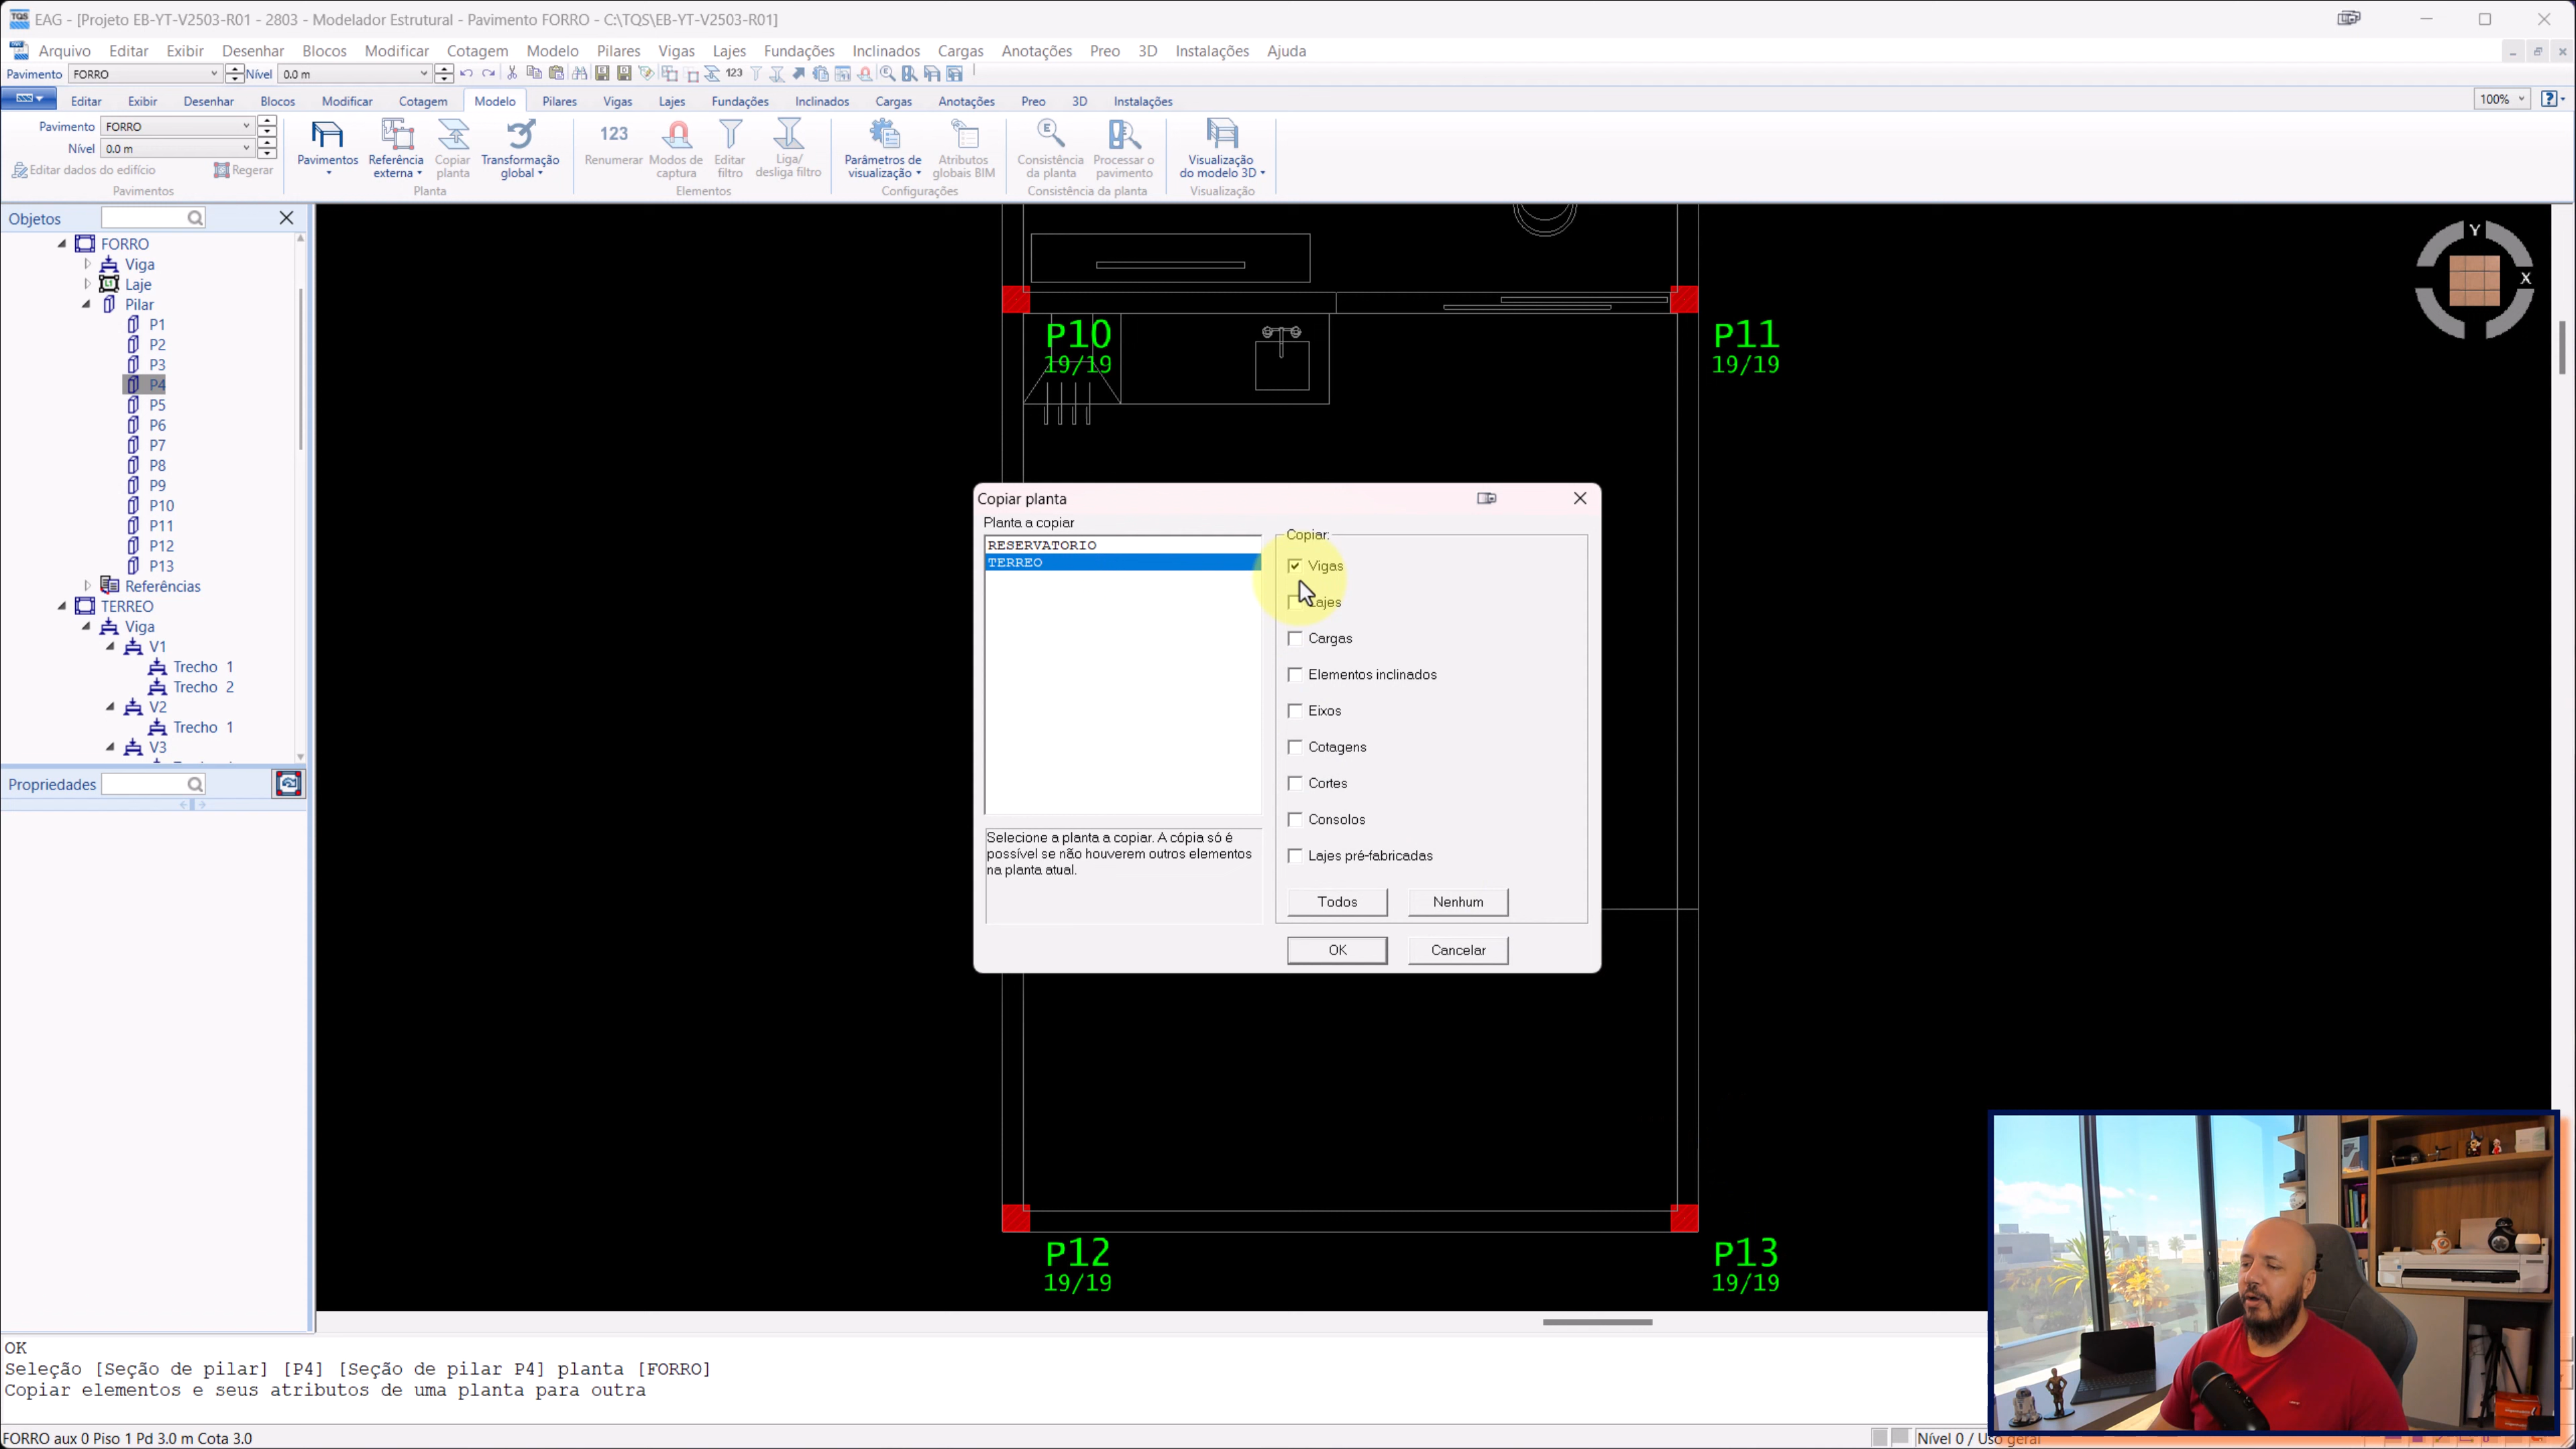 EAG - [Projeto EB-YT-V2503-R01 - 2803 - Modelador Estrutural - Pavimento FORRO - C:\TQS\EB-YT-V2503-R01]
Arquivo Editar Exibir Desenhar Blocos Modificar Cotagem Modelo Pilares Vigas Lajes Fundações Inclinados Cargas Anotações Preo 3D Instalações Ajuda
Pavimento FORRO Nível 0.0 m 123
Editar Exibir Desenhar Blocos Modificar Cotagem Modelo Pilares Vigas Lajes Fundações Inclinados Cargas Anotações Preo 3D Instalações 100%
Pavimento FORRO
Nível 0.0 m
Editar dados do edifício Regerar
Pavimentos
Pavimentos
Referência externa
Copiar planta
Transformação global
Planta
123
Renumerar
Modos de captura
Editar filtro
Liga/ desliga filtro
Elementos
Parâmetros de visualização
Atributos globais BIM
Configurações
Consistência da planta
Processar o pavimento
Consistência da planta
Visualização do modelo 3D
Visualização
Objetos
FORRO
Viga
Laje
Pilar
P1
P2
P3
P4
P5
P6
P7
P8
P9
P10
P11
P12
P13
Referências
TERREO
Viga
V1
Trecho 1
Trecho 2
V2
Trecho 1
V3
Propriedades
Y
X
P10
19/19
P11
19/19
Copiar planta
Planta a copiar
RESERVATORIO
TERREO
Selecione a planta a copiar. A cópia só é
possível se não houverem outros elementos
na planta atual.
Copiar:
Vigas
Lajes
Cargas
Elementos inclinados
Eixos
Cotagens
Cortes
Consolos
Lajes pré-fabricadas
Todos Nenhum
OK Cancelar
P12
19/19
P13
19/19
OK
Seleção [Seção de pilar] [P4] [Seção de pilar P4] planta [FORRO]
Copiar elementos e seus atributos de uma planta para outra
FORRO aux 0 Piso 1 Pd 3.0 m Cota 3.0
Nível 0 / Uso geral